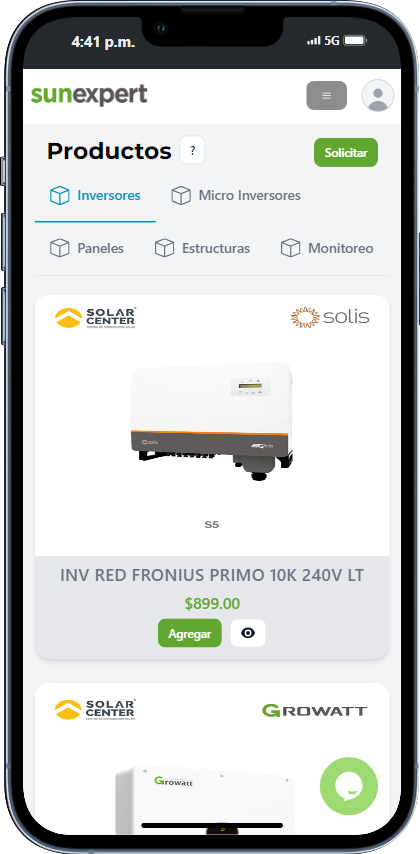 4:41 p.m.
5G
sunexpert
Productos ?
Solicitar
Inversores
Micro Inversores
Paneles
Estructuras
Monitoreo
SOLAR
CENTER
solis
solis
S5
INV RED FRONIUS PRIMO 10K 240V LT
$899.00
Agregar
SOLAR
CENTER
GROWATT
Growatt